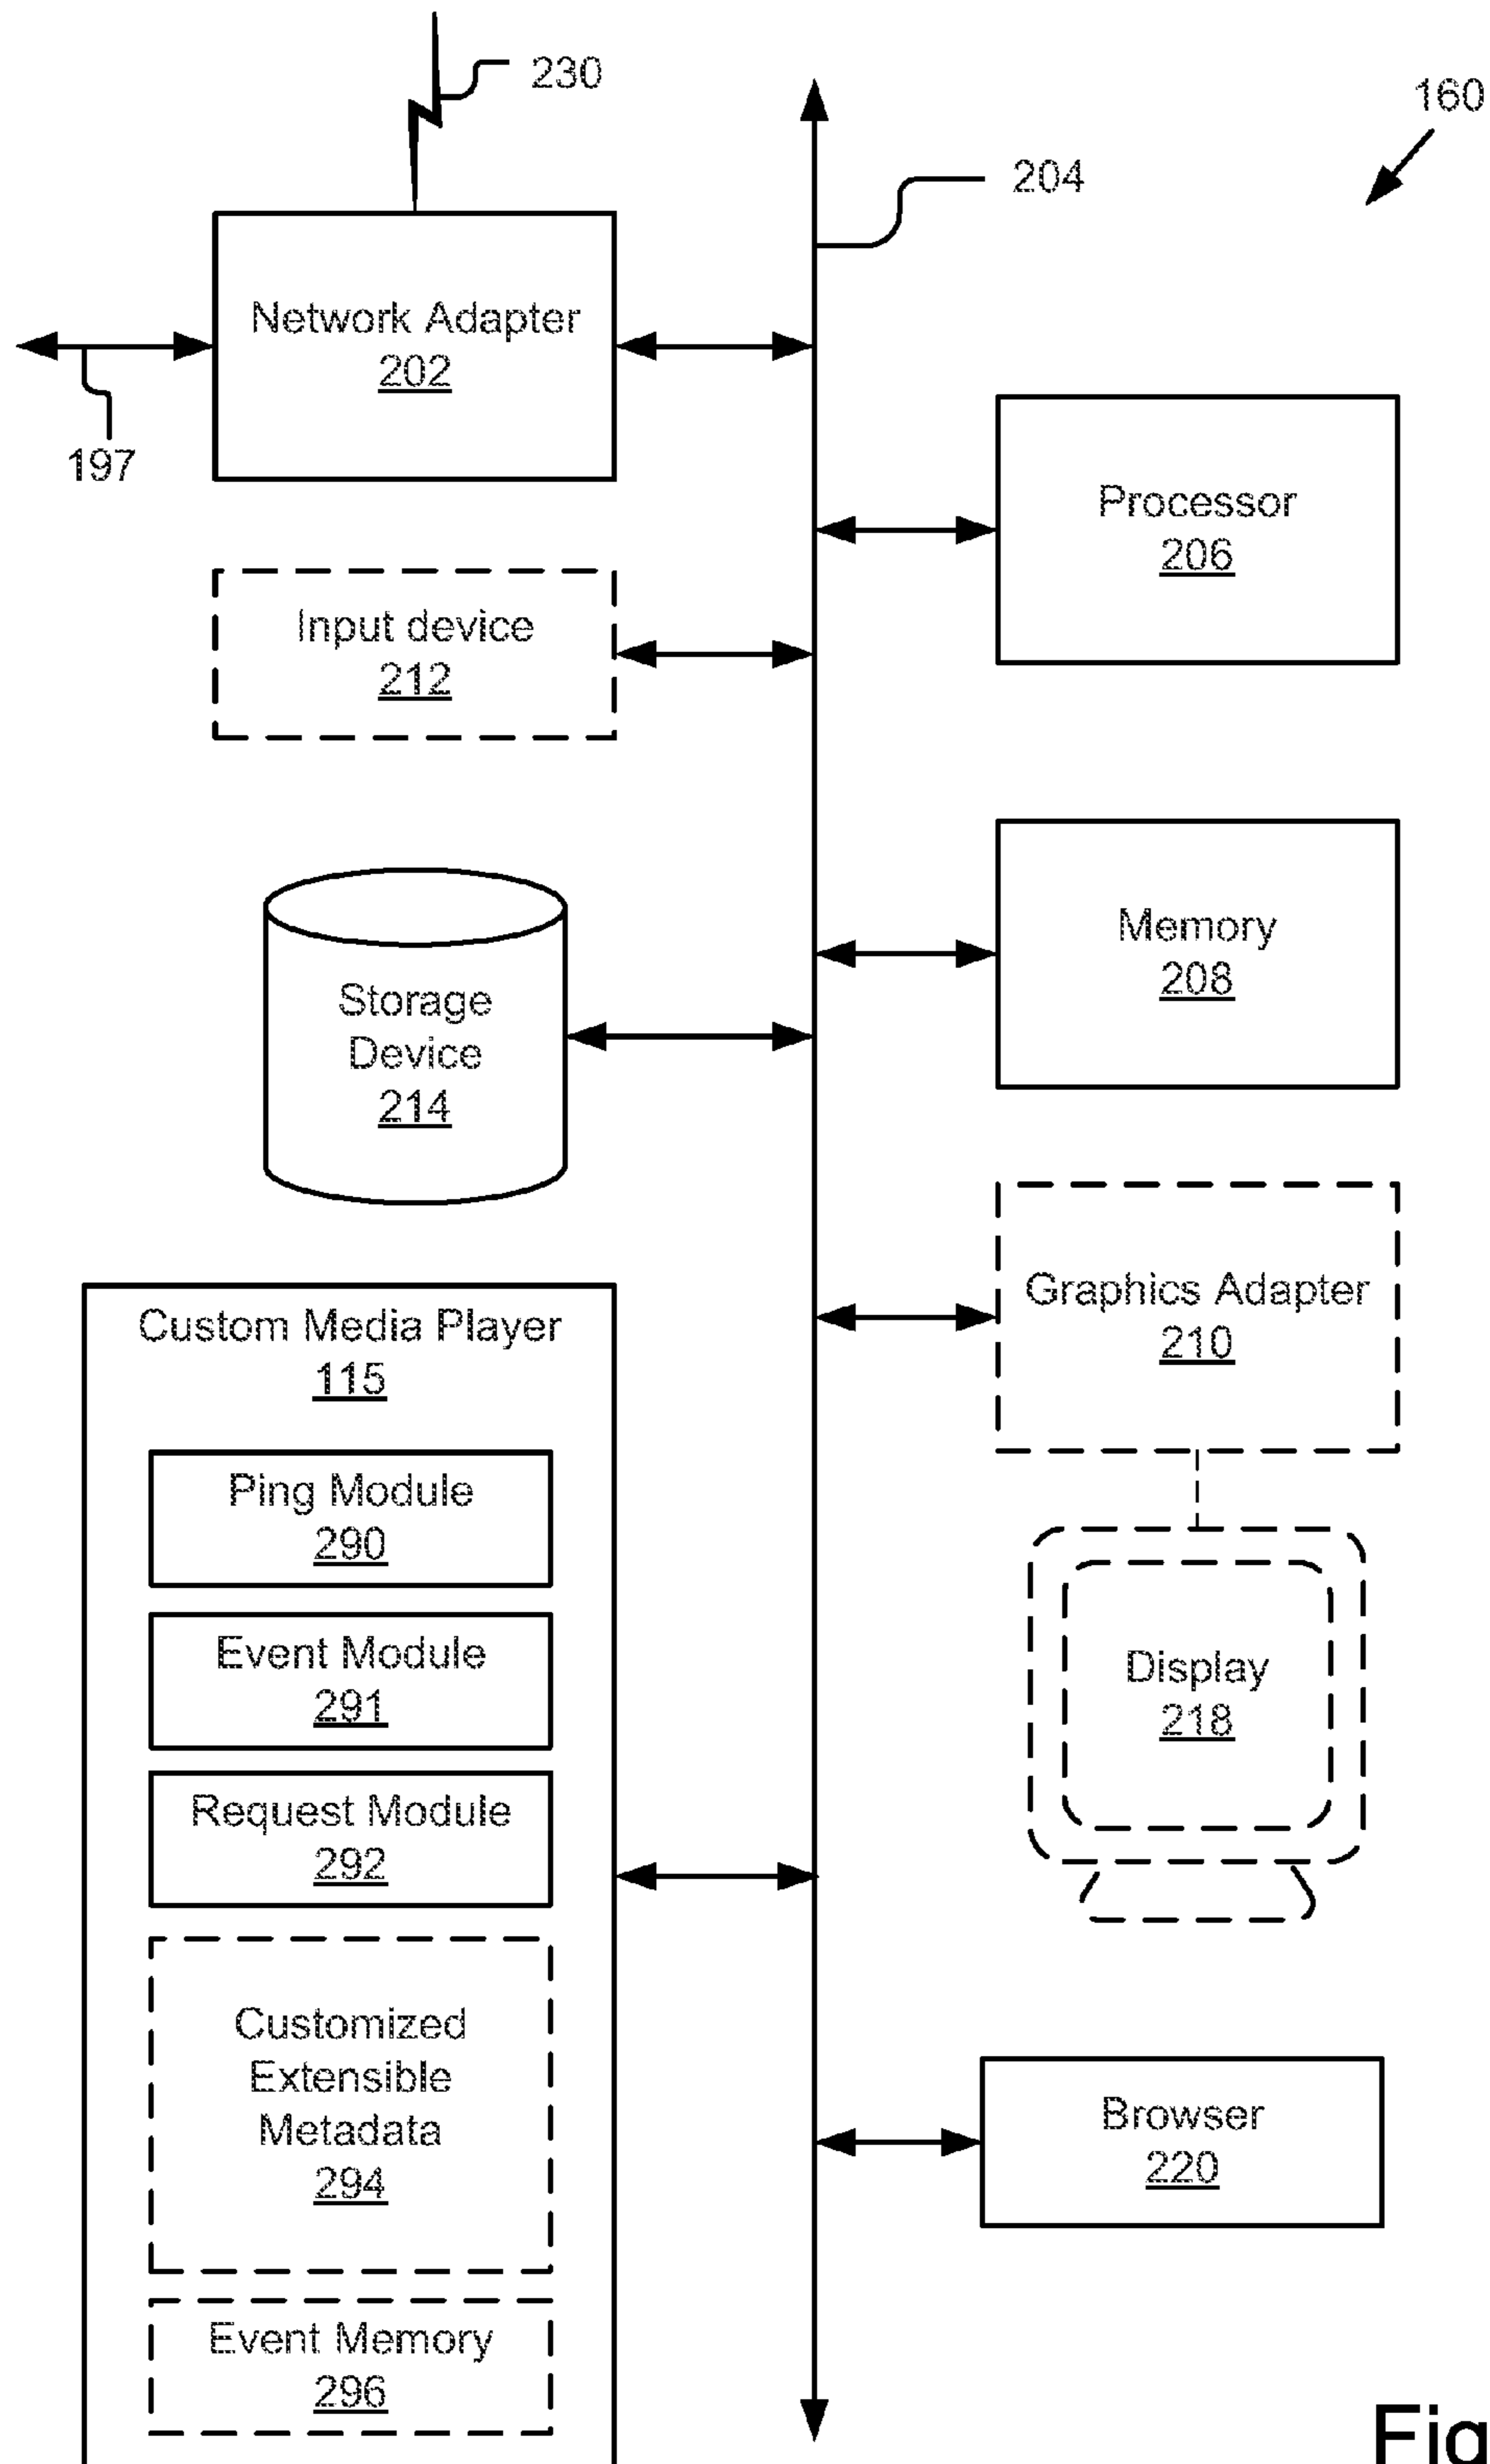 230
160
204
Network Adapter
202
197
Processor
206
Input device
212
Memory
208
Storage
Device
214
Graphics Adapter
210
Custom Media Player
115
Ping Module
290
Event Module
291
Request Module
292
Customized
Extensible
Metadata
294
Event Memory
296
Display
218
Browser
220
Fig